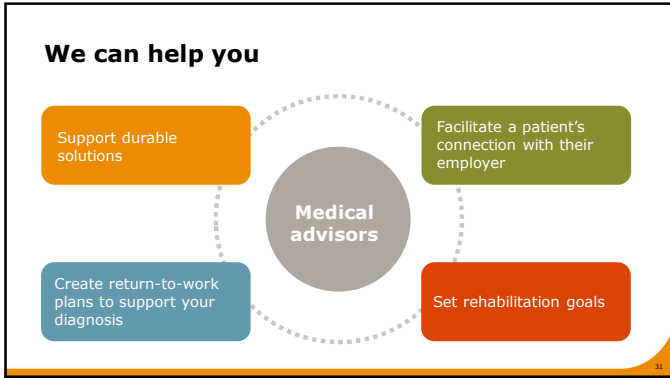 We can help you
Support durable
solutions
Facilitate a patient's
connection with their
employer
Medical
advisors
Create return-to-work
plans to support your
diagnosis
Set rehabilitation goals
31